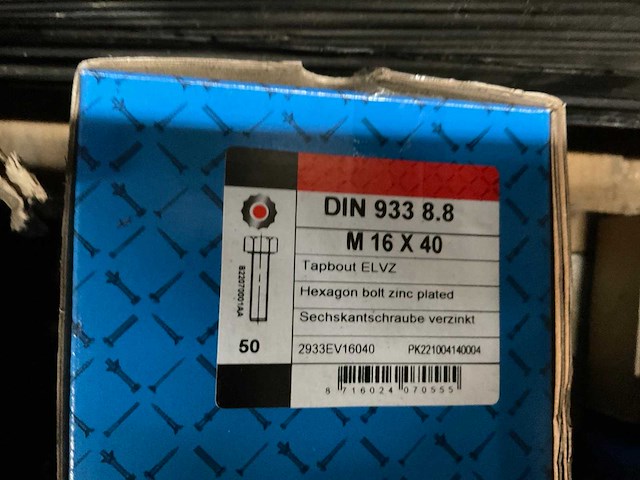 DIN 933 8.8
M 16 X 40
Tapbout ELVZ
Hexagon bolt zinc plated
Sechskantschraube verzinkt
822070001AA
50
2933EV16040 PK221004140004
8 716024 070555